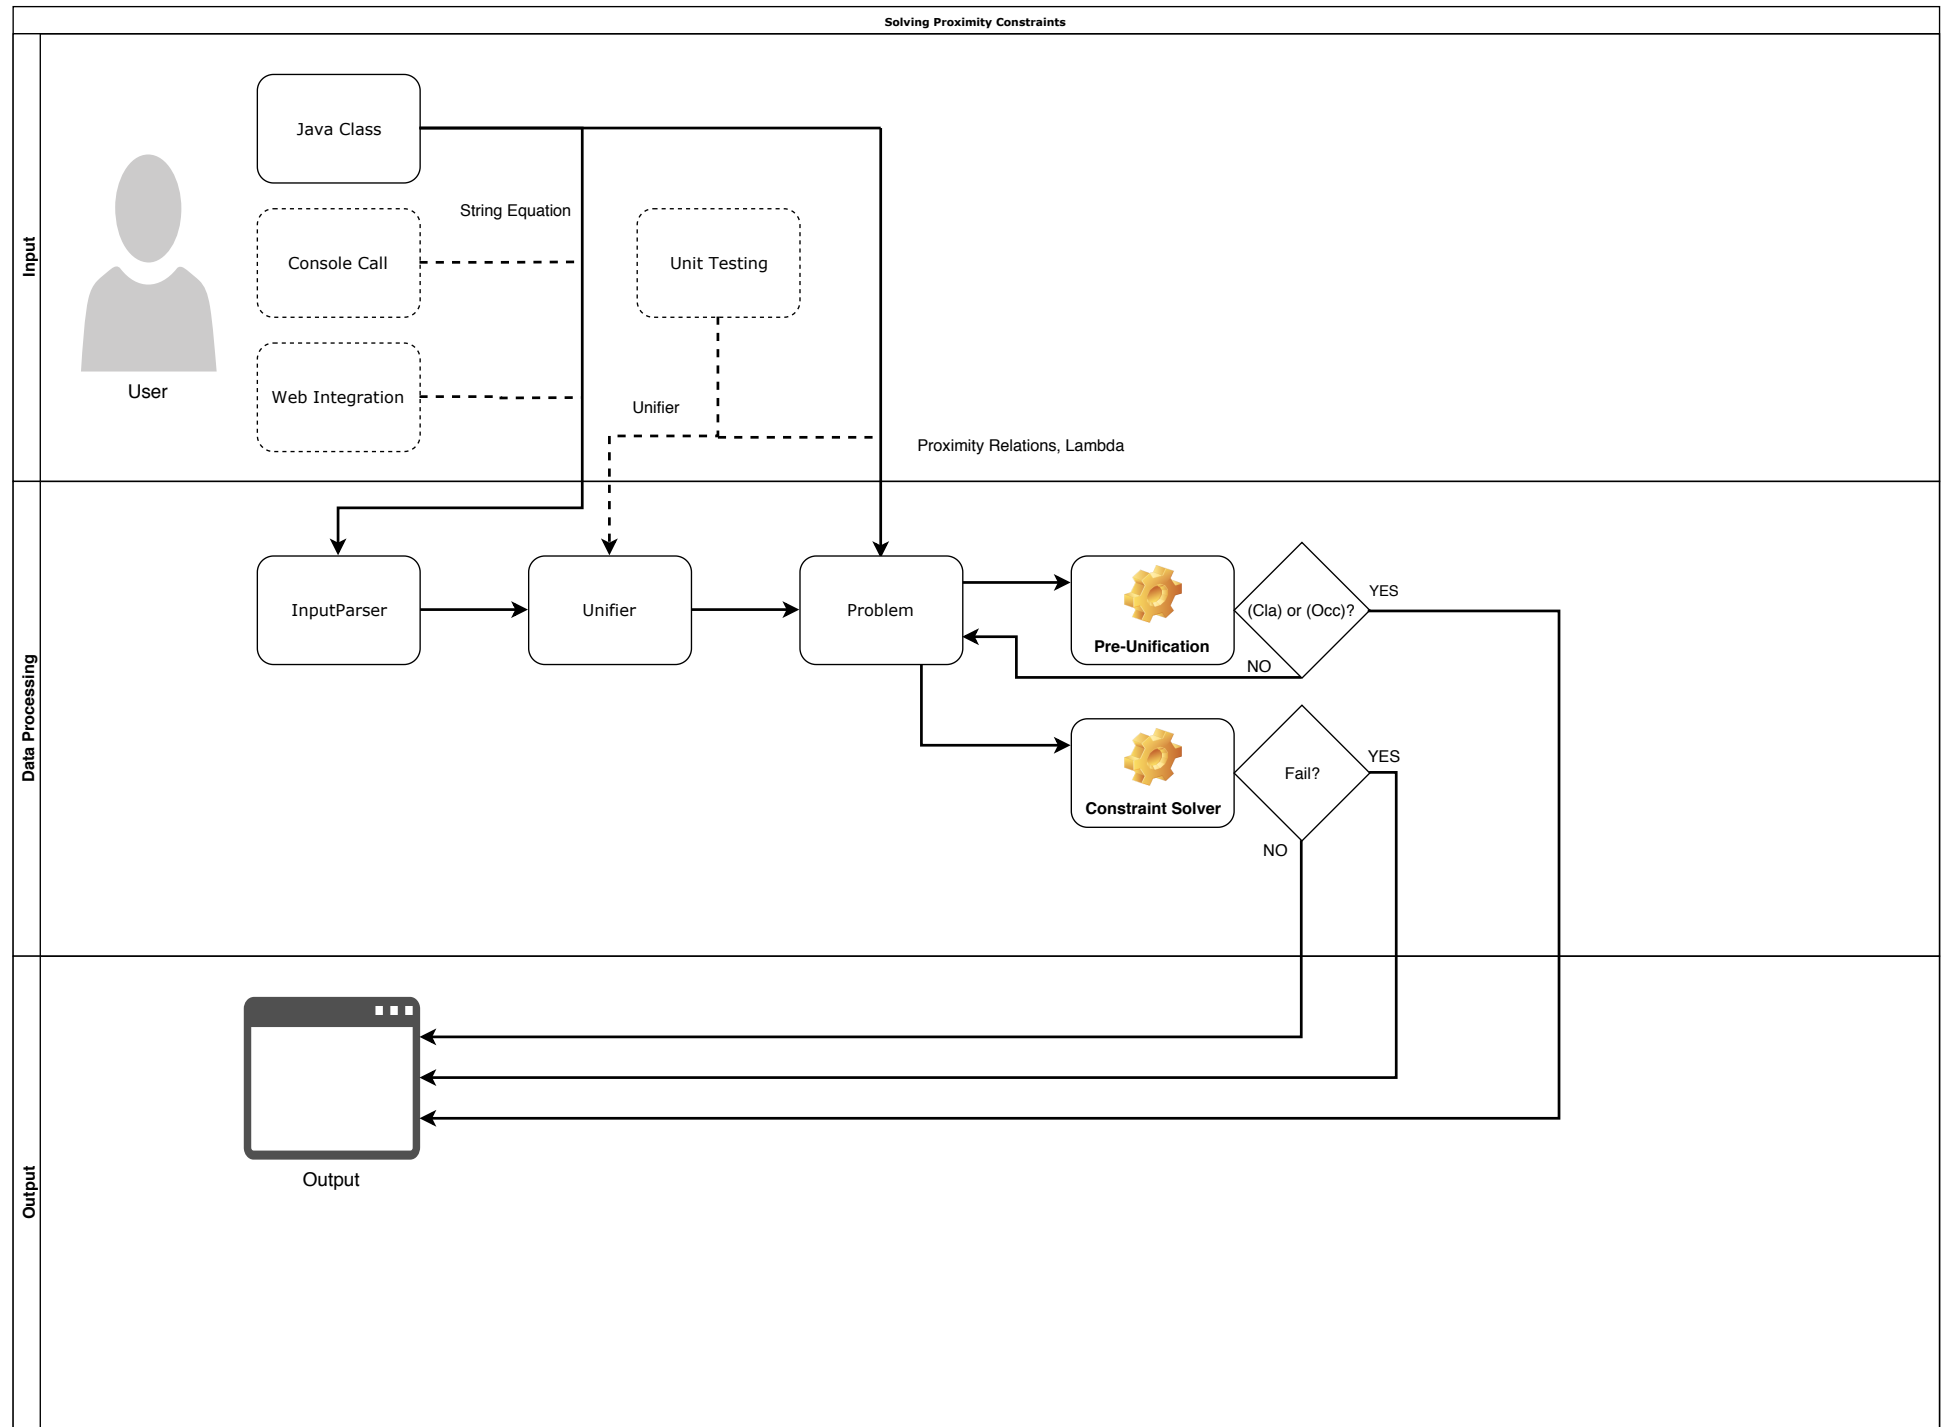 Solving Proximity Constraints
Input
Java Class
String Equation
Console Call
Unit Testing
User
Web Integration
Unifier
Proximity Relations, Lambda
Data Processing
InputParser
Unifier
Problem
Pre-Unification
(Cla) or (Occ)?
YES
NO
Constraint Solver
Fail?
YES
NO
Output
Output